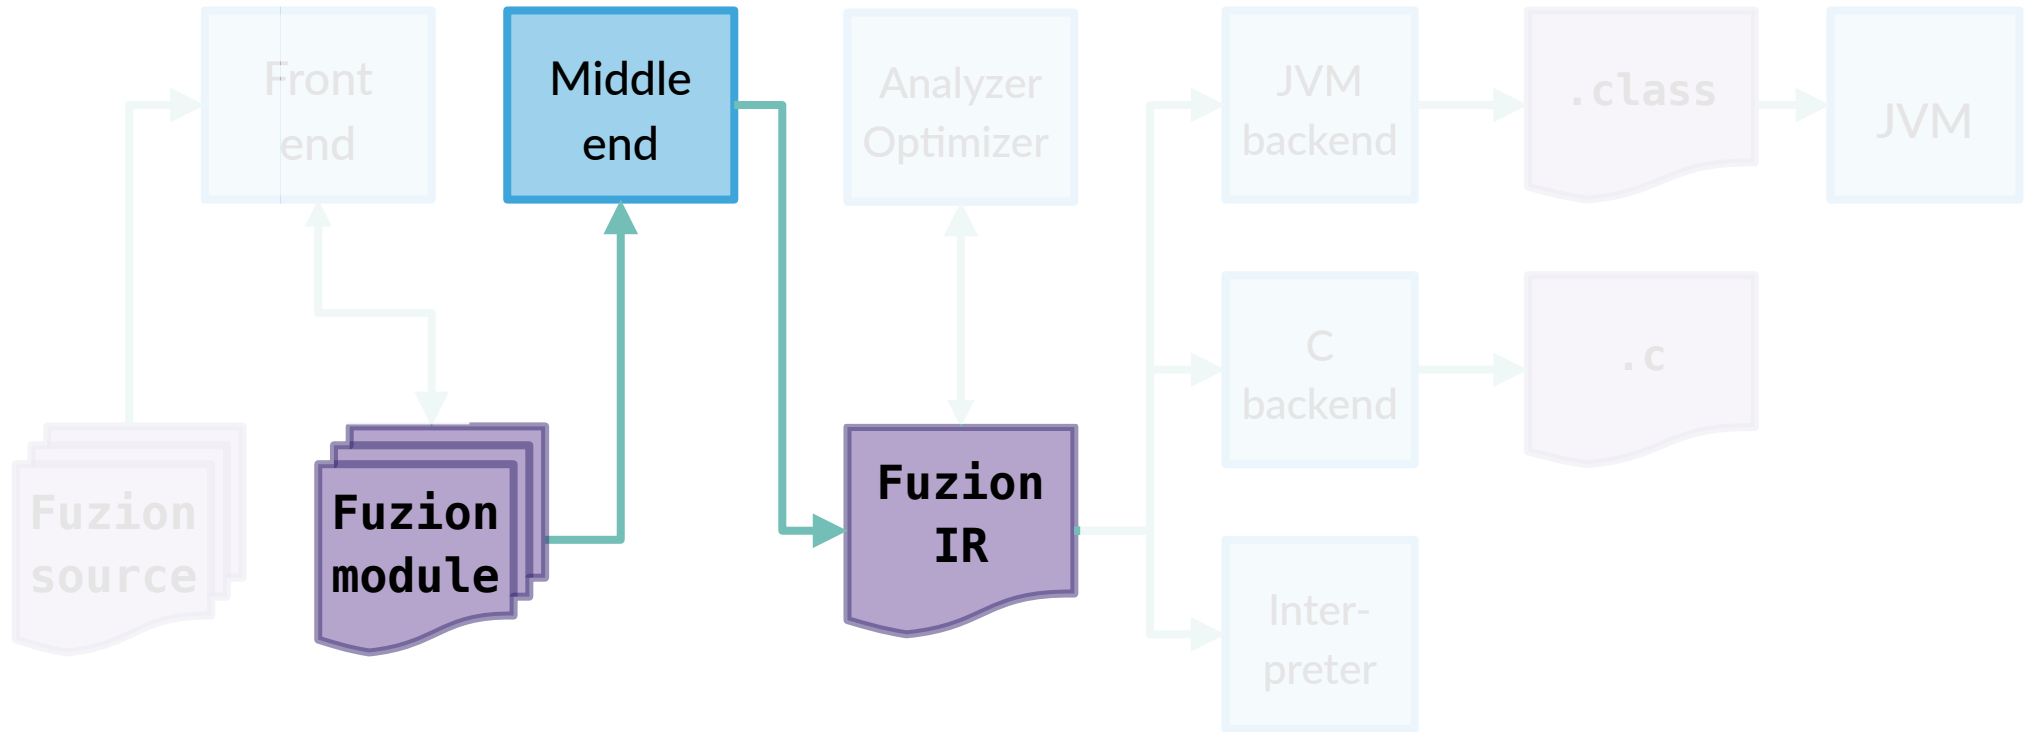 Front
end
Middle
end
Analyzer
Optimizer
JVM
backend
.class
JVM
C
backend
.c
Fuzion
source
Fuzion
module
Fuzion
IR
Inter-
preter